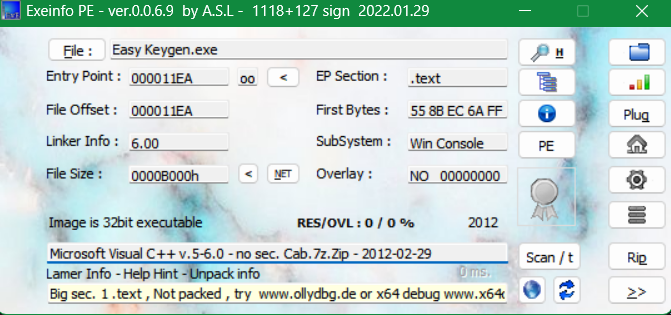 Exeinfo PE - ver.0.0.6.9 by A.S.L - 1118+127 sign 2022.01.29
File : Easy Keygen.exe H
Entry Point : 000011EA oo < EP Section : .text
File Offset : 000011EA First Bytes : 55 8B EC 6A FF Plug
Linker Info : 6.00 SubSystem : Win Console PE
File Size : 0000B000h < NET Overlay : NO 00000000
Image is 32bit executable RES/OVL : 0 / 0 % 2012
Microsoft Visual C++ v.5-6.0 - no sec. Cab.7z.Zip - 2012-02-29 Scan / t Rip
Lamer Info - Help Hint - Unpack info 0 ms.
Big sec. 1 .text , Not packed , try www.ollydbg.de or x64 debug www.x64 >>